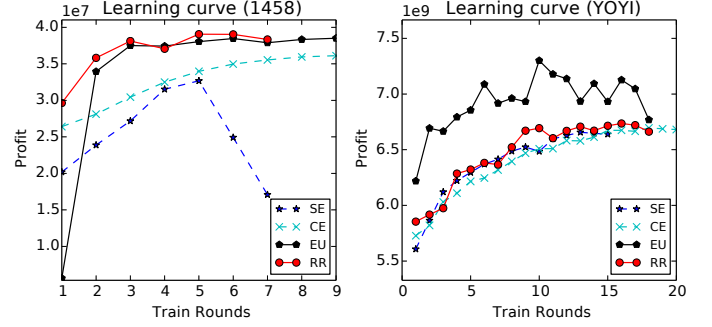 Learning curve (1458)
1e7
4.0
3.5
3.0
2.5
2.0
1.5
1.0
Profit
1 2 3 4 5 6 7 8 9
Train Rounds
SE
CE
EU
RR
Learning curve (YOYI)
1e9
7.5
7.0
6.5
6.0
5.5
Profit
0 5 10 15 20
Train Rounds
SE
CE
EU
RR